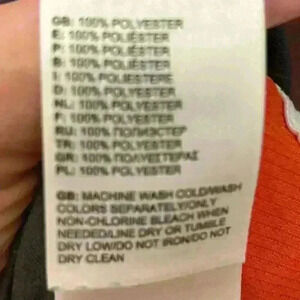 GB: 100% POLYESTER
E: 100% POLIÉSTER
P: 100% POLIÉSTER
B: 100% POLIÉSTER
I: 100% POLIESTERE
D: 100% POLYESTER
NL: 100% POLYESTER
F: 100% POLYESTER
RU: 100% ПОЛИЭСТЕР
TR: 100% POLYESTER
GR: 100% ΠΟΛΥΕΣΤΕΡΑΣ
PL: 100% POLYESTER
GB: MACHINE WASH COLD/WASH
COLORS SEPARATELY/ONLY
NON-CHLORINE BLEACH WHEN
NEEDED/LINE DRY OR TUMBLE
DRY LOW/DO NOT IRON/DO NOT
DRY CLEAN